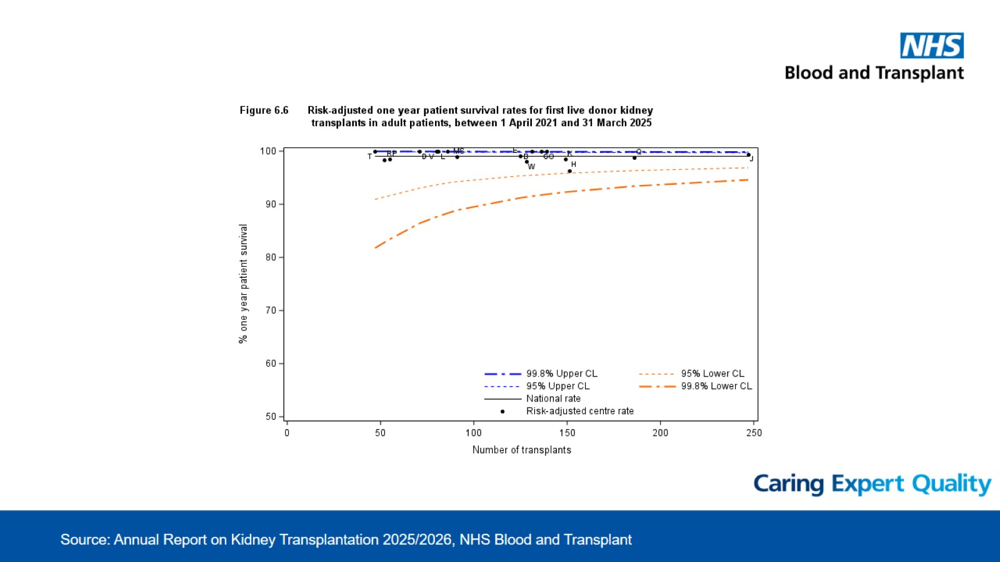 NHS
Blood and Transplant
Figure 6.6 Risk-adjusted one year patient survival rates for first live donor kidney
transplants in adult patients, between 1 April 2021 and 31 March 2025
% one year patient survival
100
90
80
70
60
50
T
R P
D V L
M S
E
B
W
G O
K
H
Q
J
99.8% Upper CL
95% Upper CL
National rate
Risk-adjusted centre rate
95% Lower CL
99.8% Lower CL
0 50 100 150 200 250
Number of transplants
Caring Expert Quality
Source: Annual Report on Kidney Transplantation 2025/2026, NHS Blood and Transplant